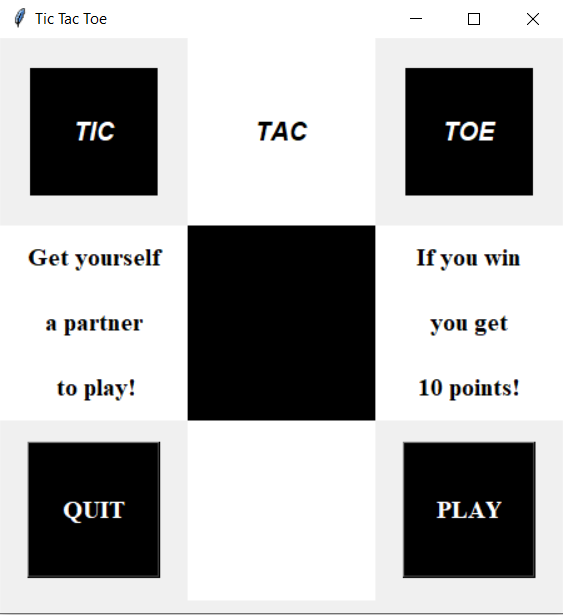 Tic Tac Toe
TIC
TAC
TOE
Get yourself
a partner
to play!
If you win
you get
10 points!
QUIT
PLAY